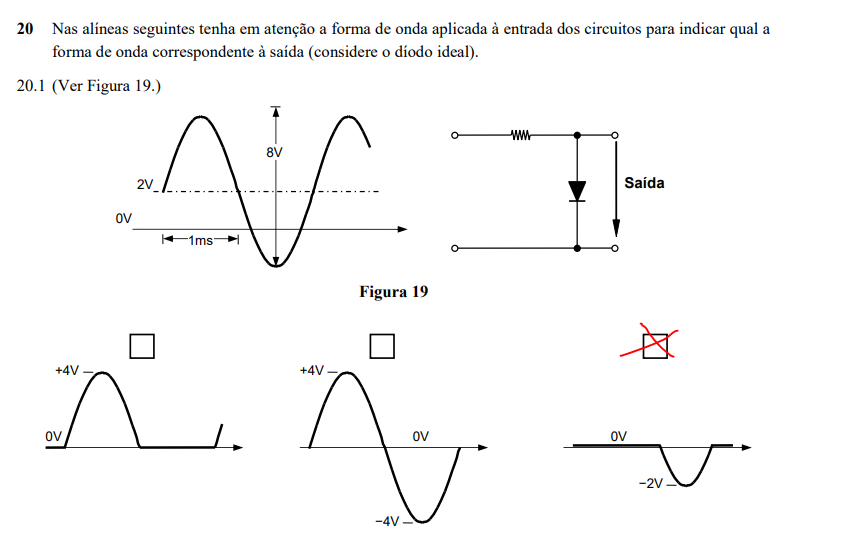 20 Nas alíneas seguintes tenha em atenção a forma de onda aplicada à entrada dos circuitos para indicar qual a
forma de onda correspondente à saída (considere o díodo ideal).
20.1 (Ver Figura 19.)
8V
2V
Saída
0V
1ms
Figura 19
+4V
+4V
0V
0V
0V
−2V
−4V